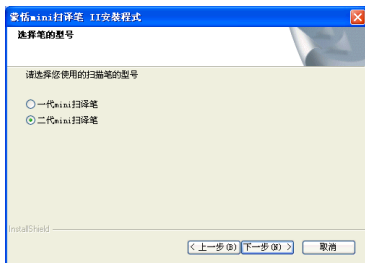 蒙恬mini扫译笔 II安装程式
选择笔的型号
请选择您使用的扫描笔的型号
一代mini扫译笔
二代mini扫译笔
InstallShield
< 上一步(B) 下一步(N) > 取消